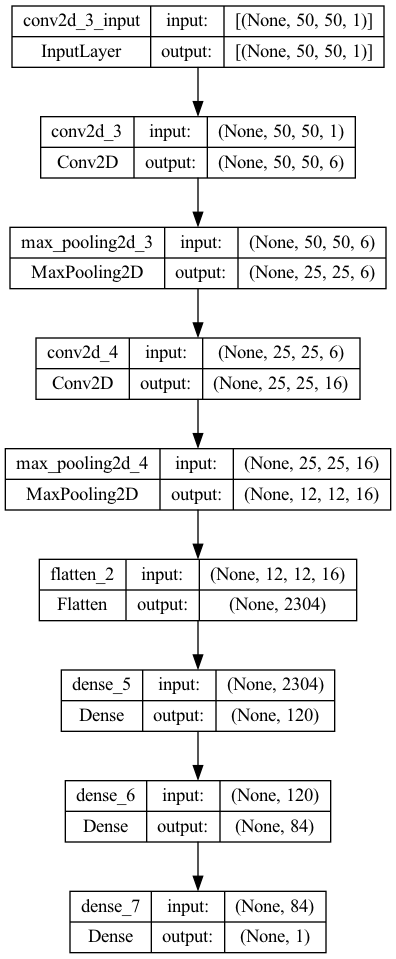 conv2d_3_input input: [(None, 50, 50, 1)]
InputLayer output: [(None, 50, 50, 1)]
conv2d_3 input: (None, 50, 50, 1)
Conv2D output: (None, 50, 50, 6)
max_pooling2d_3 input: (None, 50, 50, 6)
MaxPooling2D output: (None, 25, 25, 6)
conv2d_4 input: (None, 25, 25, 6)
Conv2D output: (None, 25, 25, 16)
max_pooling2d_4 input: (None, 25, 25, 16)
MaxPooling2D output: (None, 12, 12, 16)
flatten_2 input: (None, 12, 12, 16)
Flatten output: (None, 2304)
dense_5 input: (None, 2304)
Dense output: (None, 120)
dense_6 input: (None, 120)
Dense output: (None, 84)
dense_7 input: (None, 84)
Dense output: (None, 1)